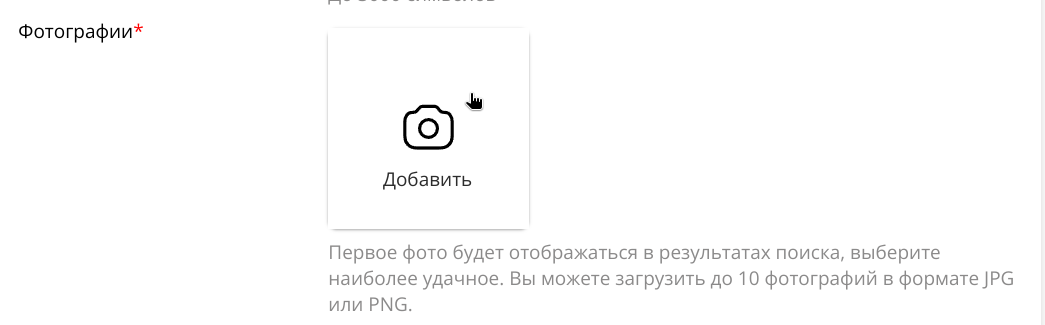 Фотографии*
Добавить
Первое фото будет отображаться в результатах поиска, выберите
наиболее удачное. Вы можете загрузить до 10 фотографий в формате JPG
или PNG.